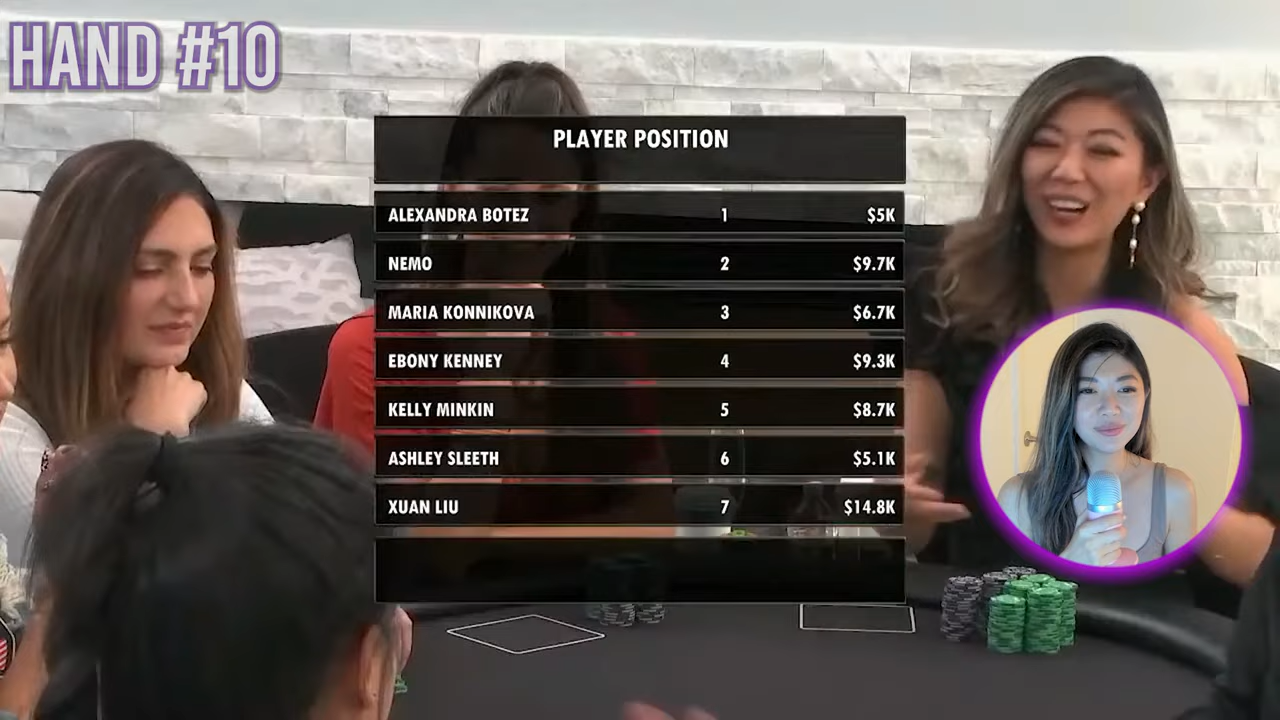 HAND #10
PLAYER POSITION
ALEXANDRA BOTEZ 1 $5K
NEMO 2 $9.7K
MARIA KONNIKOVA 3 $6.7K
EBONY KENNEY 4 $9.3K
KELLY MINKIN 5 $8.7K
ASHLEY SLEETH 6 $5.1K
XUAN LIU 7 $14.8K